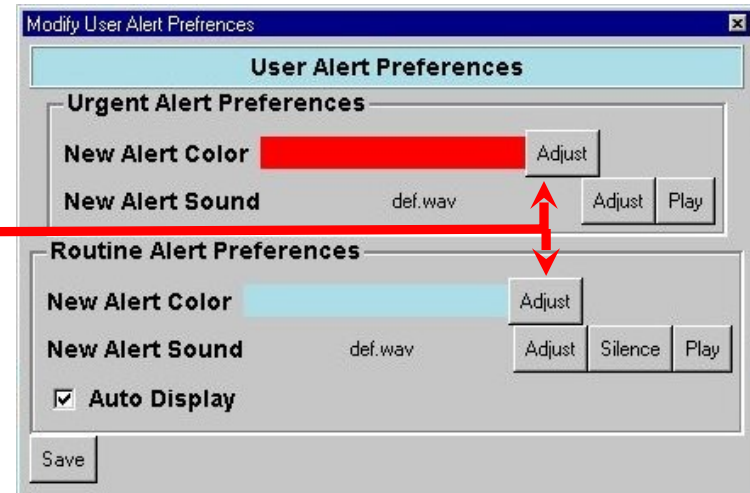 Modify User Alert Prefrences
User Alert Preferences
Urgent Alert Preferences
New Alert Color Adjust
New Alert Sound def.wav Adjust Play
Routine Alert Preferences
New Alert Color Adjust
New Alert Sound def.wav Adjust Silence Play
Auto Display
Save